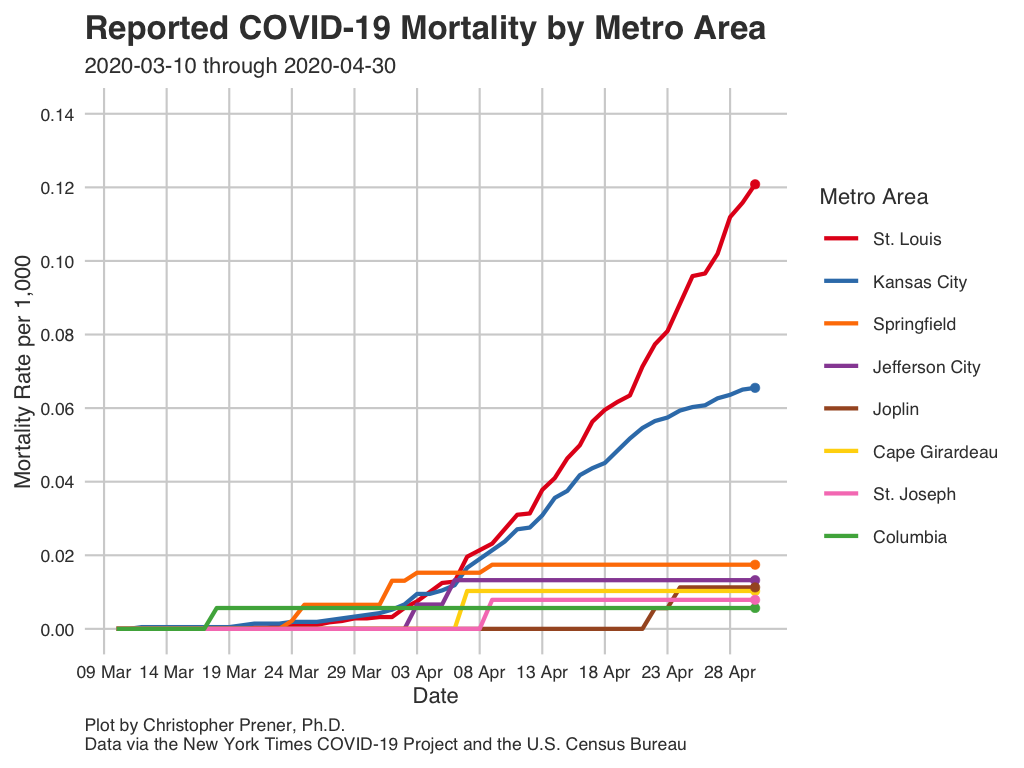 Reported COVID-19 Mortality by Metro Area
2020-03-10 through 2020-04-30
Mortality Rate per 1,000
0.14
0.12
0.10
0.08
0.06
0.04
0.02
0.00
09 Mar 14 Mar 19 Mar 24 Mar 29 Mar 03 Apr 08 Apr 13 Apr 18 Apr 23 Apr 28 Apr
Date
Metro Area
St. Louis
Kansas City
Springfield
Jefferson City
Joplin
Cape Girardeau
St. Joseph
Columbia
Plot by Christopher Prener, Ph.D.
Data via the New York Times COVID-19 Project and the U.S. Census Bureau